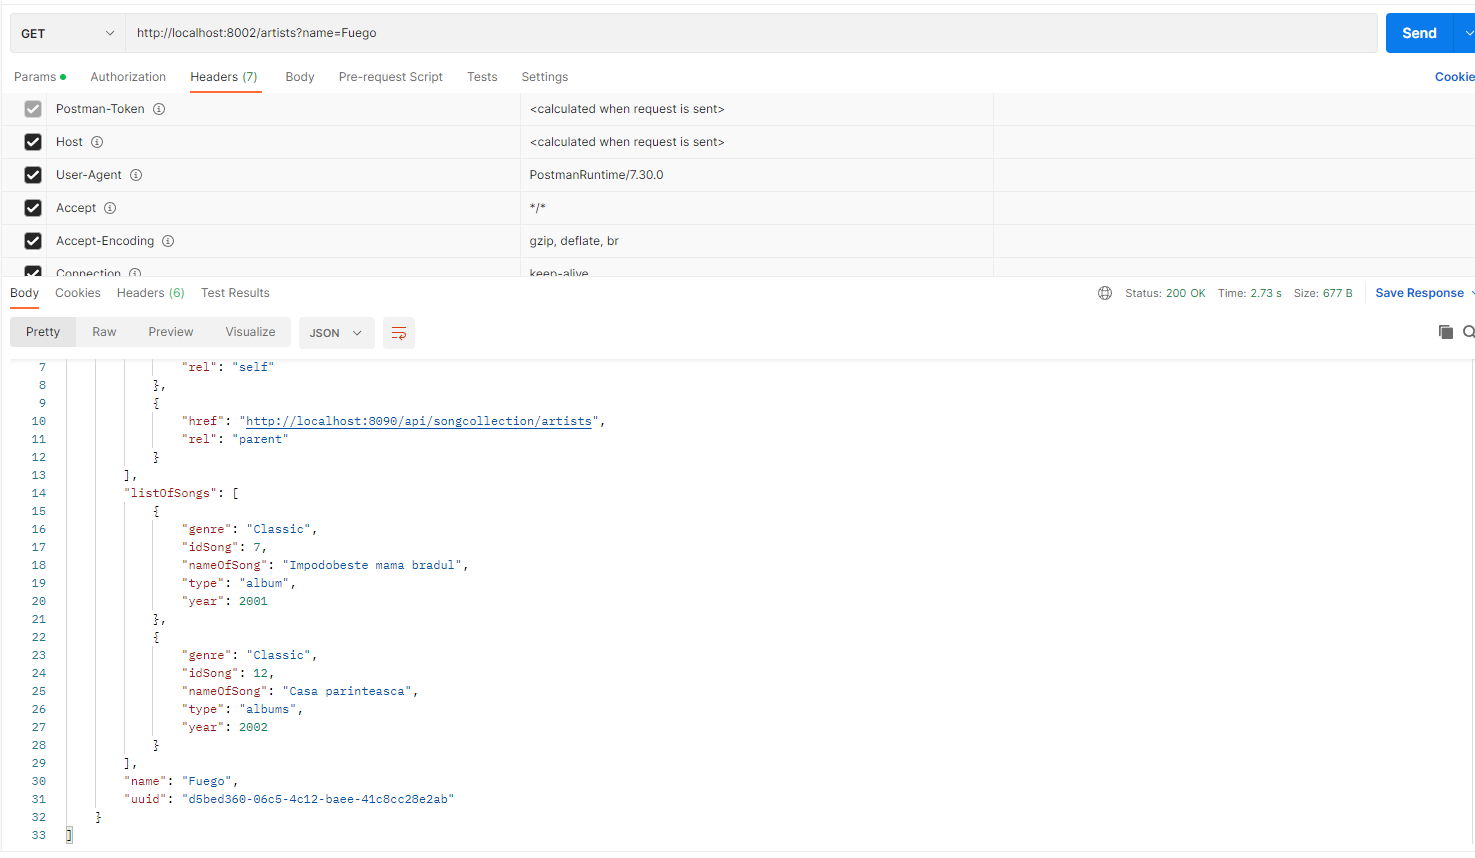 GET http://localhost:8002/artists?name=Fuego Send
Params Authorization Headers (7) Body Pre-request Script Tests Settings Cookie
Postman-Token <calculated when request is sent>
Host <calculated when request is sent>
User-Agent PostmanRuntime/7.30.0
Accept */*
Accept-Encoding gzip, deflate, br
Connection keep-alive
Body Cookies Headers (6) Test Results Status: 200 OK Time: 2.73 s Size: 677 B Save Response
Pretty Raw Preview Visualize JSON
7 "rel": "self"
8 },
9 {
10 "href": "http://localhost:8090/api/songcollection/artists",
11 "rel": "parent"
12 }
13 ],
14 "listOfSongs": [
15 {
16 "genre": "Classic",
17 "idSong": 7,
18 "nameOfSong": "Impodobeste mama bradul",
19 "type": "album",
20 "year": 2001
21 },
22 {
23 "genre": "Classic",
24 "idSong": 12,
25 "nameOfSong": "Casa parinteasca",
26 "type": "albums",
27 "year": 2002
28 }
29 ],
30 "name": "Fuego",
31 "uuid": "d5bed360-06c5-4c12-baee-41c8cc28e2ab"
32 }
33 ]